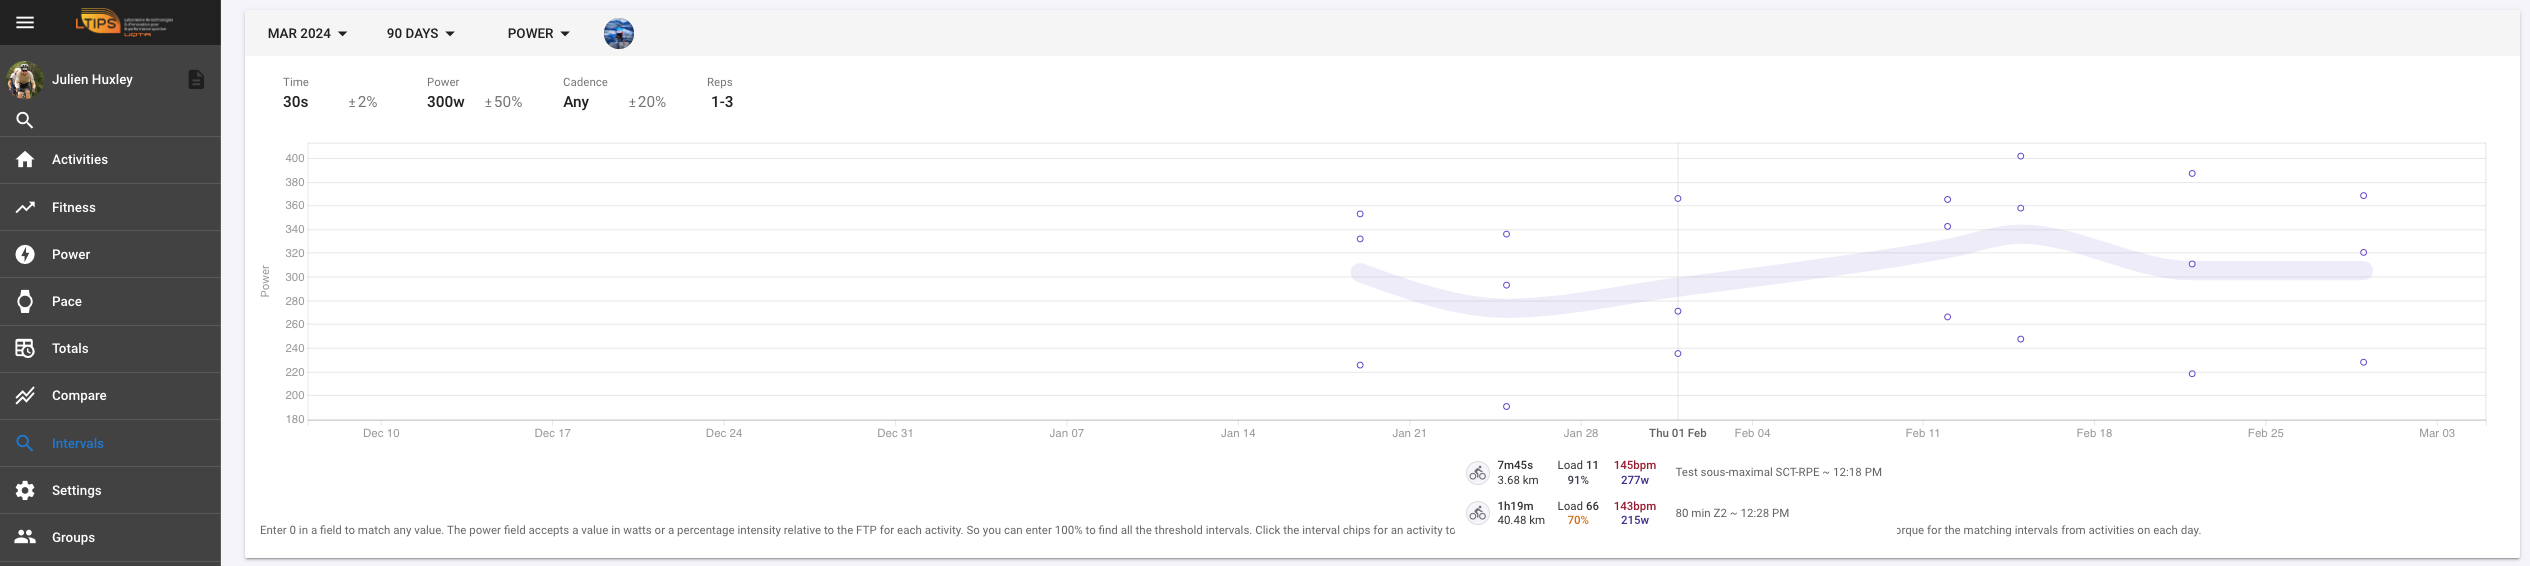 LTIPS
UQTR
MAR 2024
90 DAYS
POWER
Julien Huxley
Time
Power
Cadence
Reps
30s ±2% 300w ±50% Any ±20% 1-3
Activities
Fitness
Power
Pace
Totals
Compare
Intervals
Settings
Groups
Power
400
380
360
340
320
300
280
260
240
220
200
180
Dec 10 Dec 17 Dec 24 Dec 31 Jan 07 Jan 14 Jan 21 Jan 28 Thu 01 Feb Feb 04 Feb 11 Feb 18 Feb 25 Mar 03
7m45s Load 11 145bpm
3.68 km 91% 277w
Test sous-maximal SCT-RPE ~ 12:18 PM
1h19m Load 66 143bpm
40.48 km 70% 215w
80 min Z2 ~ 12:28 PM
Enter 0 in a field to match any value. The power field accepts a value in watts or a percentage intensity relative to the FTP for each activity. So you can enter 100% to find all the threshold intervals. Click the interval chips for an activity to
orque for the matching intervals from activities on each day.